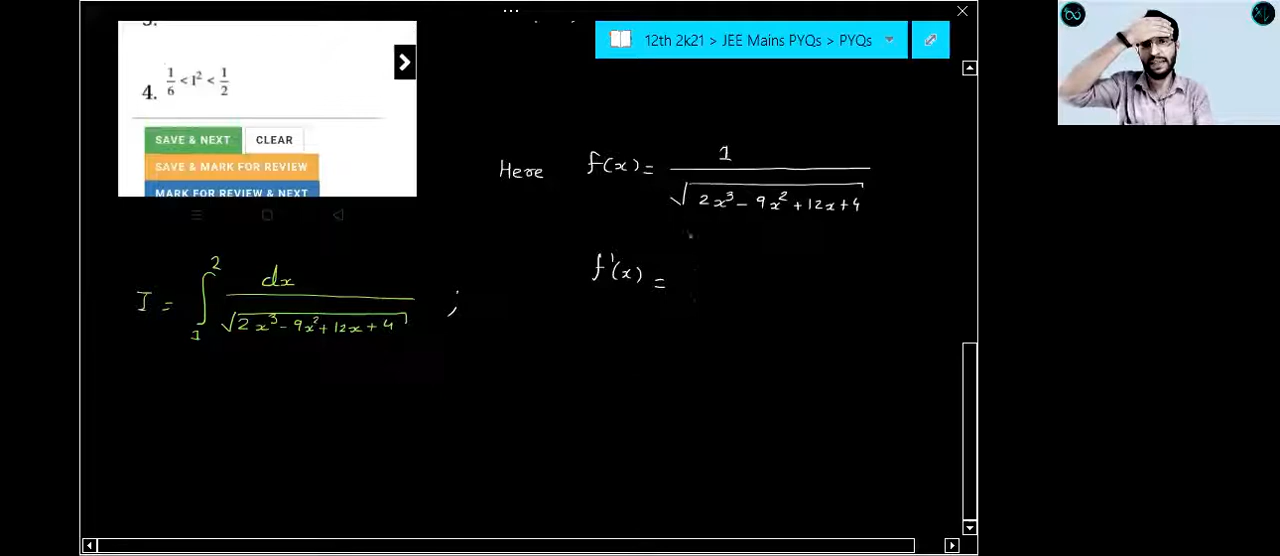 12th 2k21 > JEE Mains PYQs > PYQs
4. 1/6 < I² < 1/2
SAVE & NEXT CLEAR
SAVE & MARK FOR REVIEW
MARK FOR REVIEW & NEXT
Here f(x) = 1/√(2x³ - 9x² + 12x + 4)
f'(x) =
I = ∫₁² dx/√(2x³ - 9x² + 12x + 4) ;